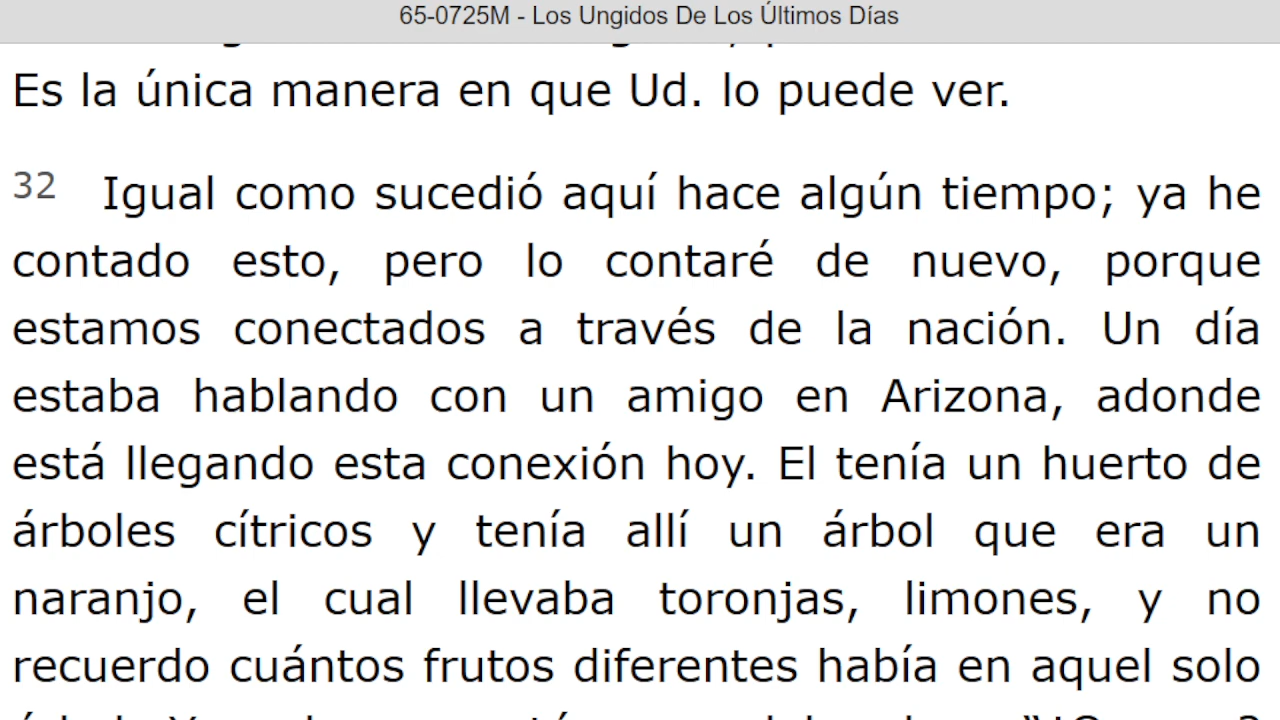 65-0725M - Los Ungidos De Los Últimos Días
Es la única manera en que Ud. lo puede ver.
32 Igual como sucedió aquí hace algún tiempo; ya he
contado esto, pero lo contaré de nuevo, porque
estamos conectados a través de la nación. Un día
estaba hablando con un amigo en Arizona, adonde
está llegando esta conexión hoy. El tenía un huerto de
árboles cítricos y tenía allí un árbol que era un
naranjo, el cual llevaba toronjas, limones, y no
recuerdo cuántos frutos diferentes había en aquel solo